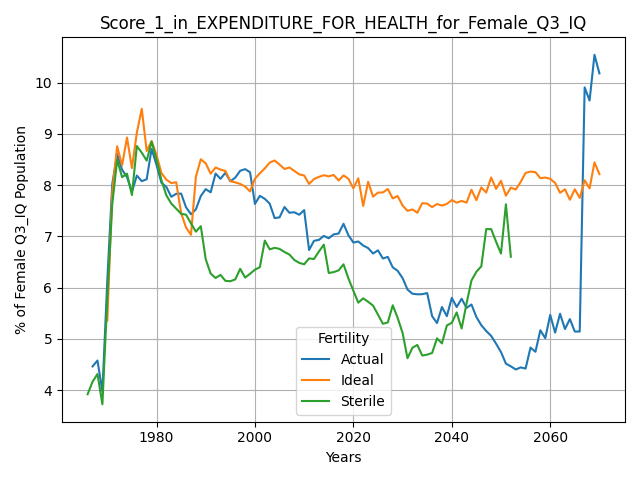 Score_1_in_EXPENDITURE_FOR_HEALTH_for_Female_Q3_IQ
% of Female Q3_IQ Population
10
9
8
7
6
5
4
Fertility
Actual
Ideal
Sterile
1980
2000
2020
2040
2060
Years